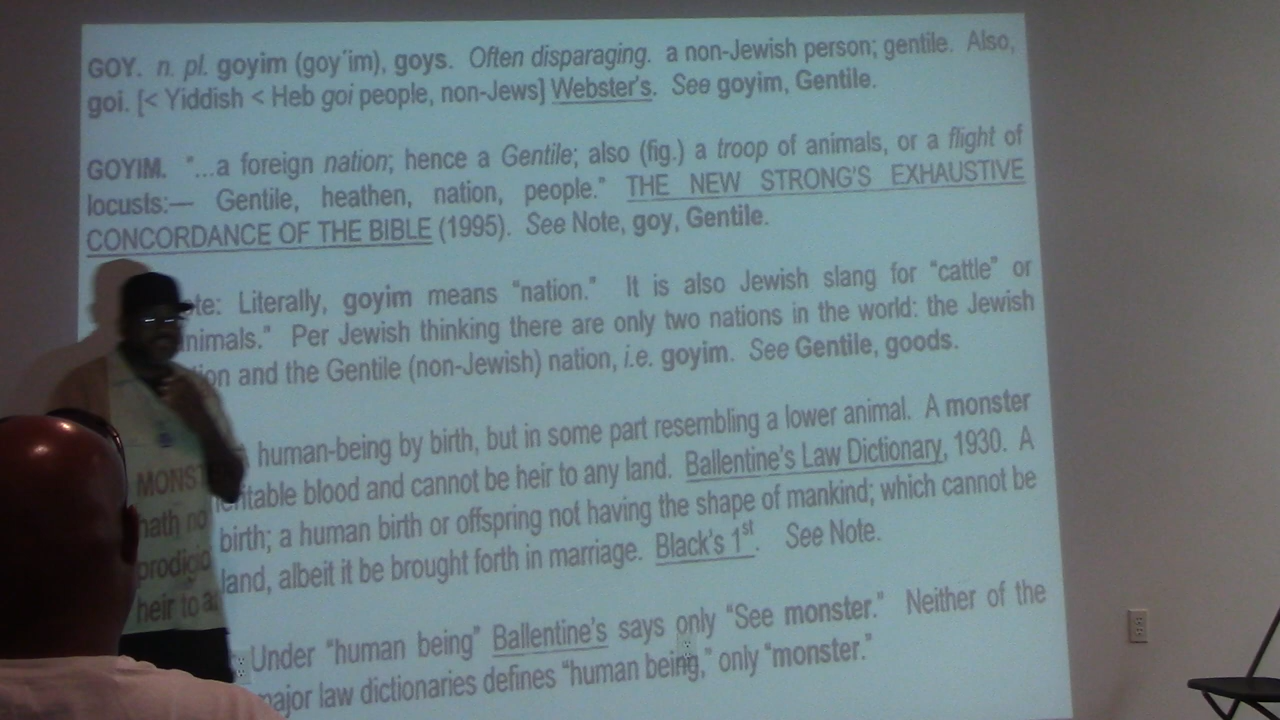 GOY. n. pl. goyim (goy´im), goys. Often disparaging. a non-Jewish person; gentile. Also,
goi. [< Yiddish < Heb goi people, non-Jews] Webster's. See goyim, Gentile.
GOYIM. "...a foreign nation; hence a Gentile; also (fig.) a troop of animals, or a flight of
locusts:— Gentile, heathen, nation, people." THE NEW STRONG'S EXHAUSTIVE
CONCORDANCE OF THE BIBLE (1995). See Note, goy, Gentile.
te: Literally, goyim means "nation." It is also Jewish slang for "cattle" or
nimals." Per Jewish thinking there are only two nations in the world: the Jewish
ion and the Gentile (non-Jewish) nation, i.e. goyim. See Gentile, goods.
MONST human-being by birth, but in some part resembling a lower animal. A monster
hath no eritable blood and cannot be heir to any land. Ballentine's Law Dictionary, 1930. A
prodigio birth; a human birth or offspring not having the shape of mankind; which cannot be
heir to a land, albeit it be brought forth in marriage. Black's 1st. See Note.
Under "human being" Ballentine's says only "See monster." Neither of the
major law dictionaries defines "human being," only "monster."